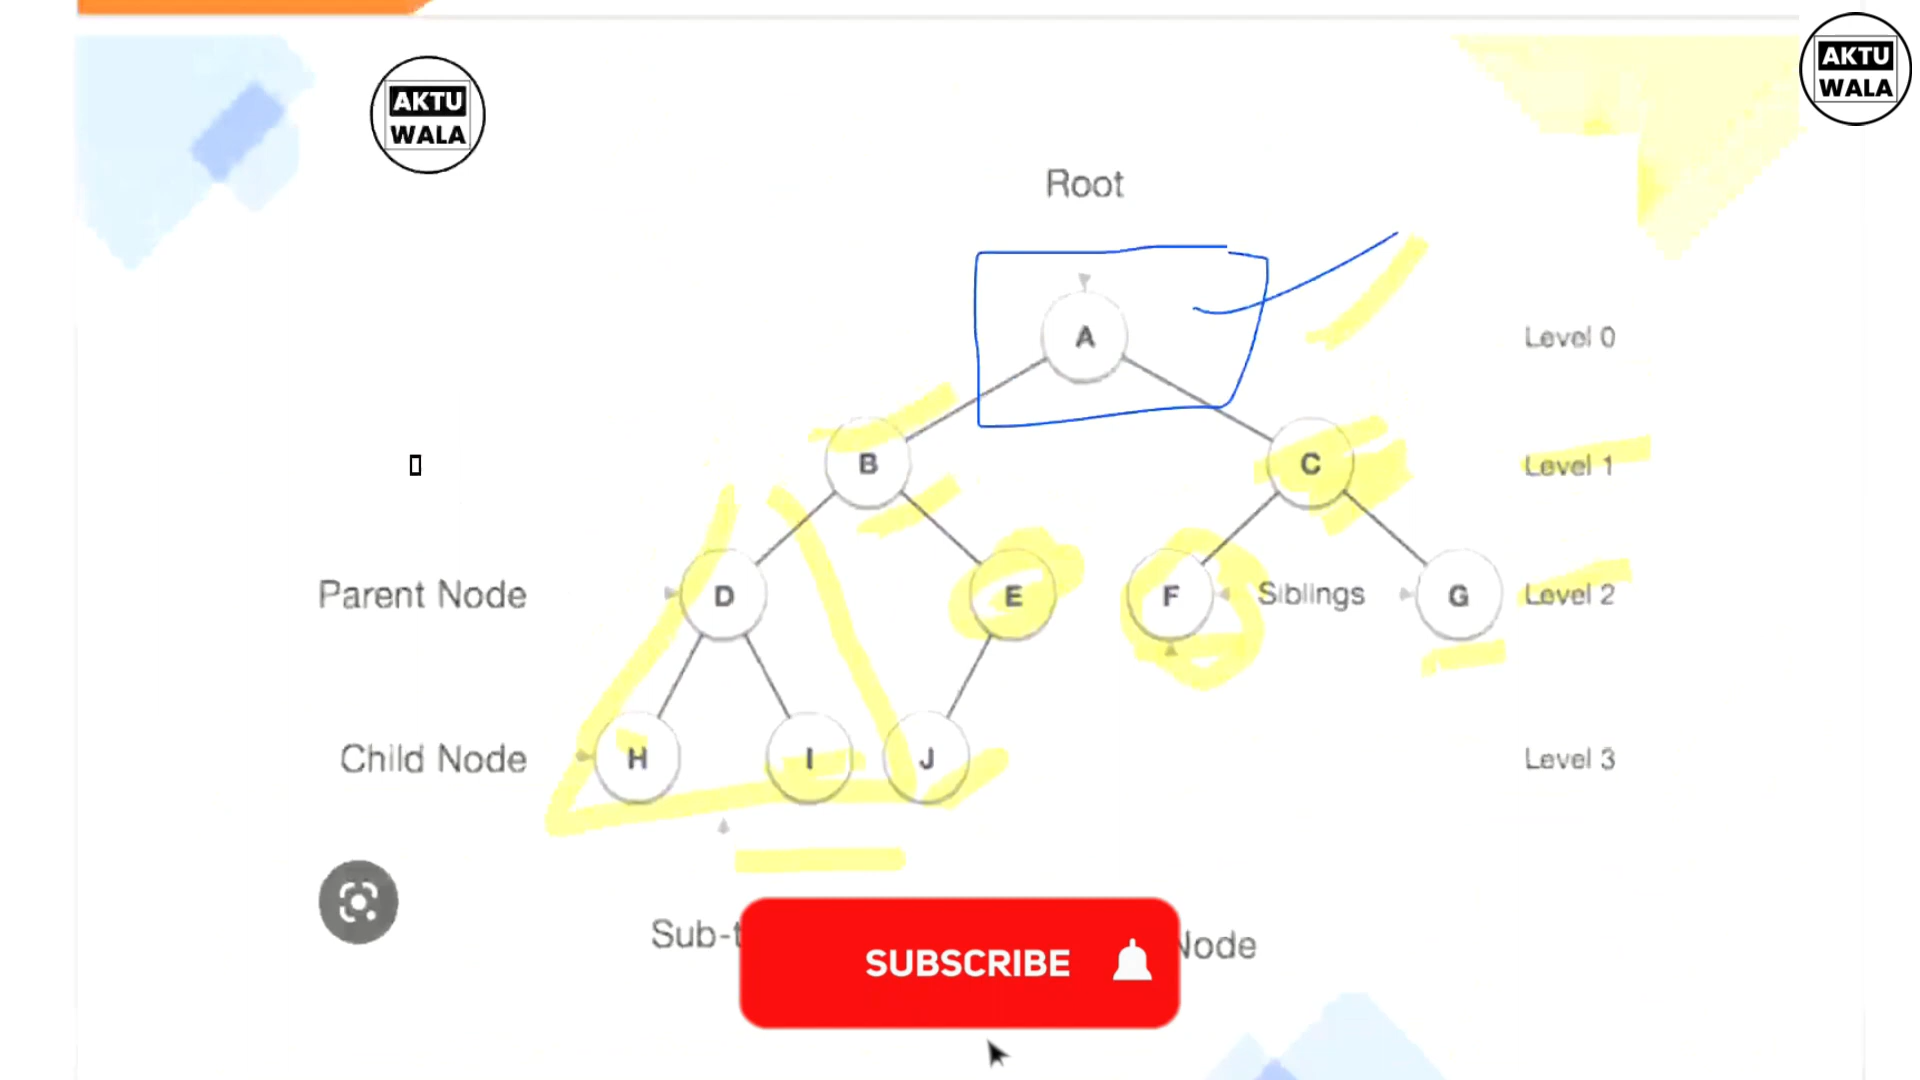 AKTU
WALA
AKTU
WALA
Root
A
Level 0
B
C
Level 1
Parent Node
D
E
F
Siblings
G
Level 2
Child Node
H
I
J
Level 3
Sub-t
SUBSCRIBE
Node